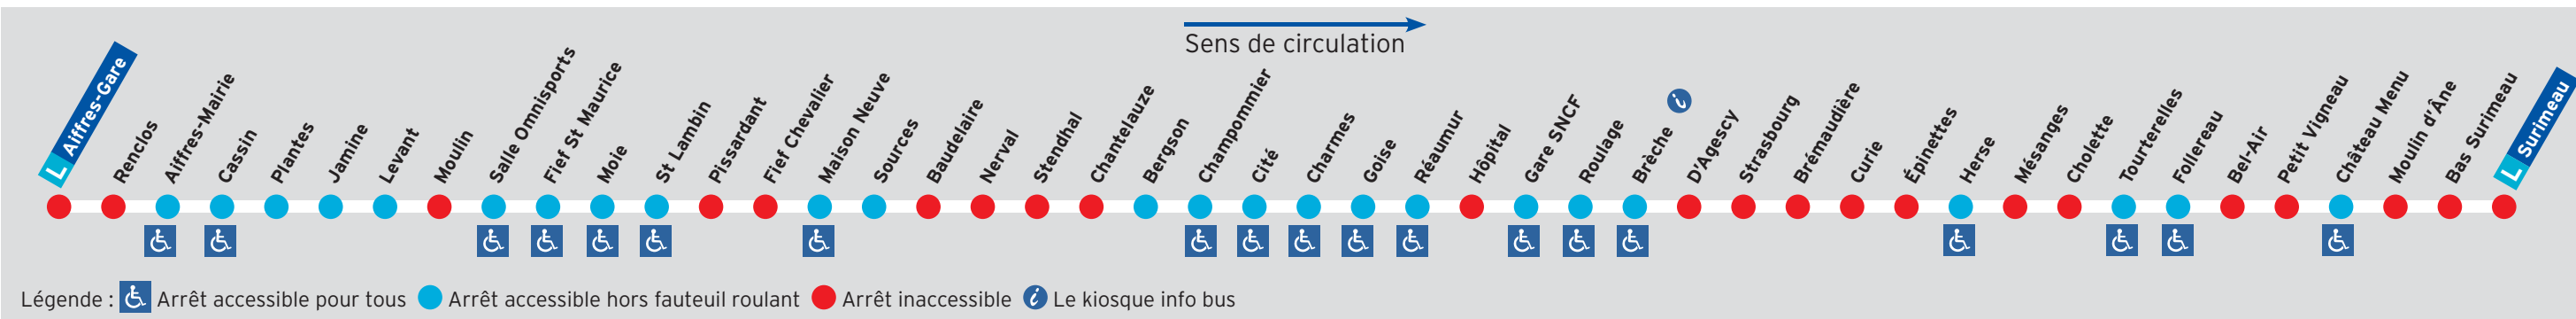 Sens de circulation
L Aiffres-Gare
Renclos
Aiffres-Mairie
Cassin
Plantes
Jamine
Levant
Moulin
Salle Omnisports
Fief St Maurice
Moie
St Lambin
Pissardant
Fief Chevalier
Maison Neuve
Sources
Baudelaire
Nerval
Stendhal
Chantelauze
Bergson
Champommier
Cité
Charmes
Goise
Réaumur
Hôpital
Gare SNCF
Roulage
Brèche i
D'Agescy
Strasbourg
Brémaudière
Curie
Épinettes
Herse
Mésanges
Cholette
Tourterelles
Follereau
Bel-Air
Petit Vigneau
Château Menu
Moulin d'Âne
Bas Surimeau
L Surimeau
Légende : Arrêt accessible pour tous Arrêt accessible hors fauteuil roulant Arrêt inaccessible i Le kiosque info bus